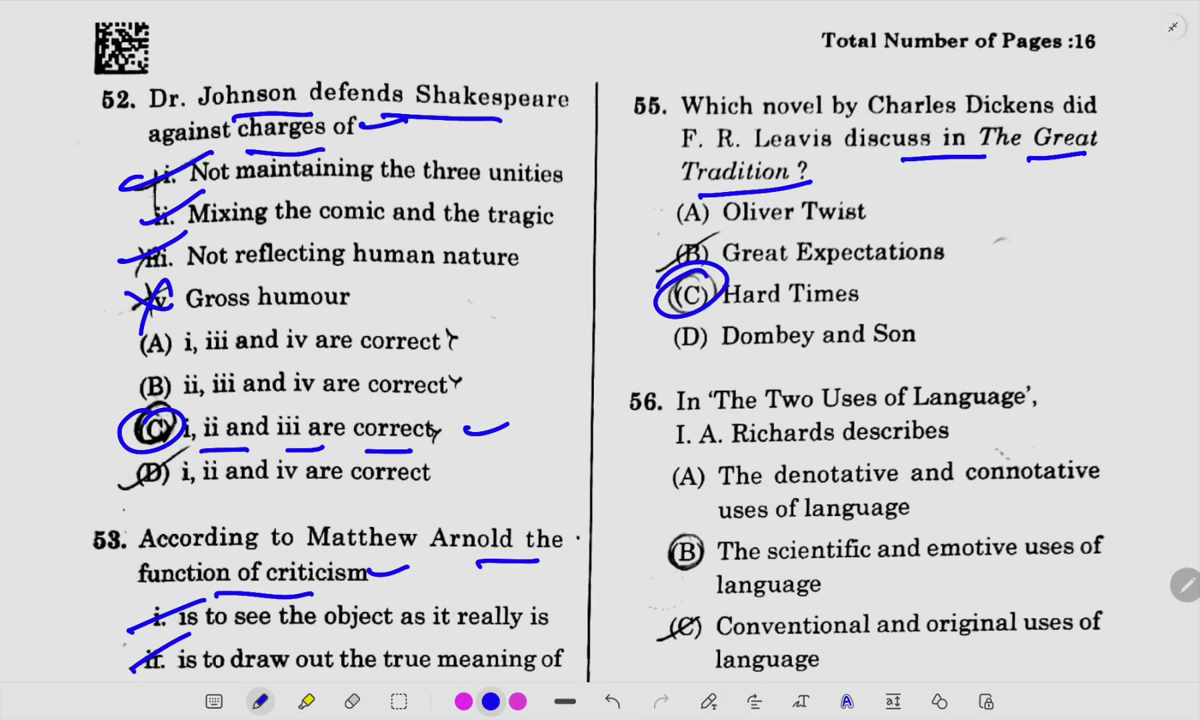 Total Number of Pages :16
52. Dr. Johnson defends Shakespeare
against charges of
i. Not maintaining the three unities
ii. Mixing the comic and the tragic
iii. Not reflecting human nature
iv. Gross humour
(A) i, iii and iv are correct
(B) ii, iii and iv are correct
(C) i, ii and iii are correct
(D) i, ii and iv are correct
53. According to Matthew Arnold the
function of criticism
i. is to see the object as it really is
ii. is to draw out the true meaning of
55. Which novel by Charles Dickens did
F. R. Leavis discuss in The Great
Tradition ?
(A) Oliver Twist
(B) Great Expectations
(C) Hard Times
(D) Dombey and Son
56. In ‘The Two Uses of Language’,
I. A. Richards describes
(A) The denotative and connotative
uses of language
(B) The scientific and emotive uses of
language
(C) Conventional and original uses of
language